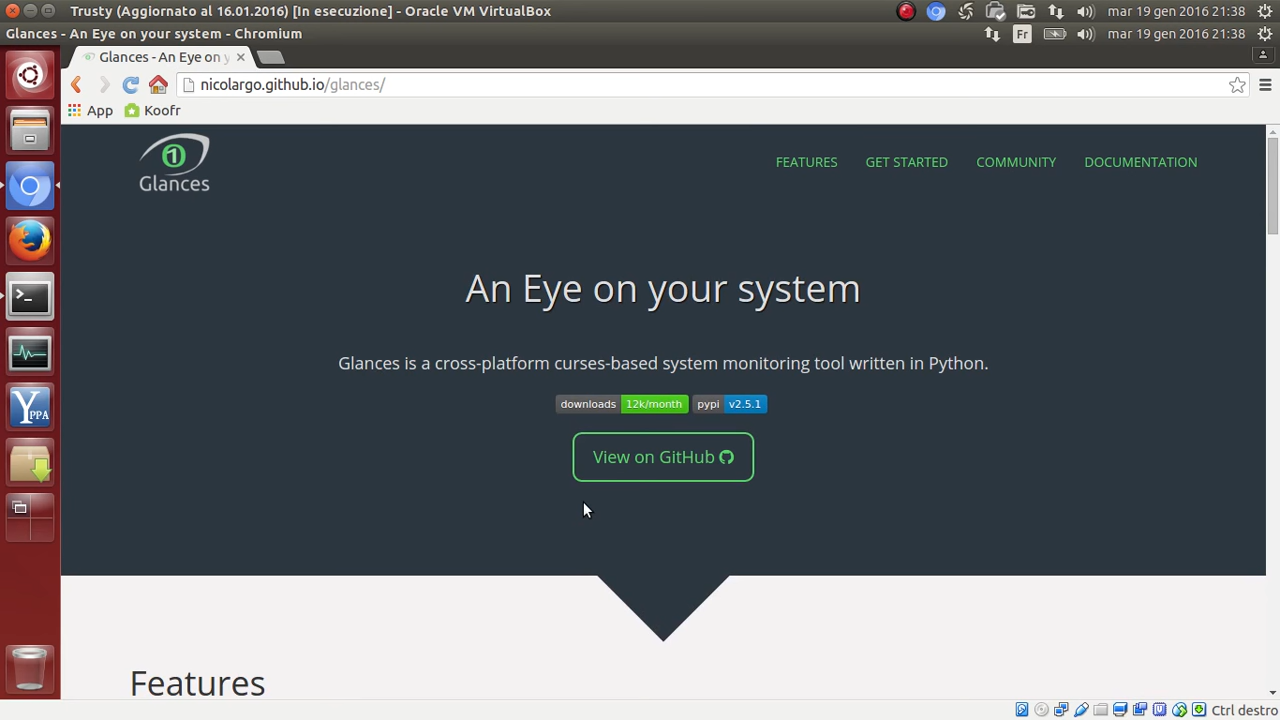 Trusty (Aggiornato al 16.01.2016) [In esecuzione] - Oracle VM VirtualBox
mar 19 gen 2016 21:38
Glances - An Eye on your system - Chromium
Fr
mar 19 gen 2016 21:38
Glances - An Eye on y
nicolargo.github.io/glances/
App
Koofr
Glances
FEATURES
GET STARTED
COMMUNITY
DOCUMENTATION
An Eye on your system
Glances is a cross-platform curses-based system monitoring tool written in Python.
downloads 12k/month pypi v2.5.1
View on GitHub
Y PPA
Features
Ctrl destro